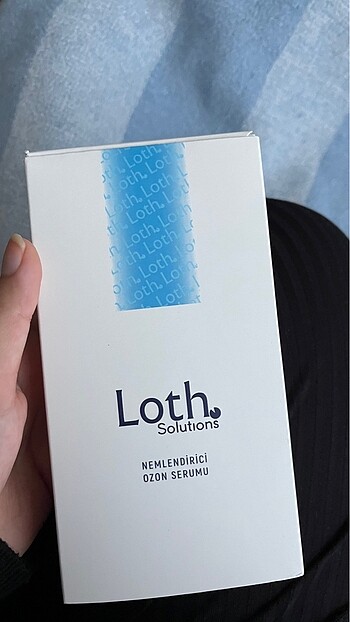 Loth.
Solutions
NEMLENDİRİCİ
OZON SERUMU